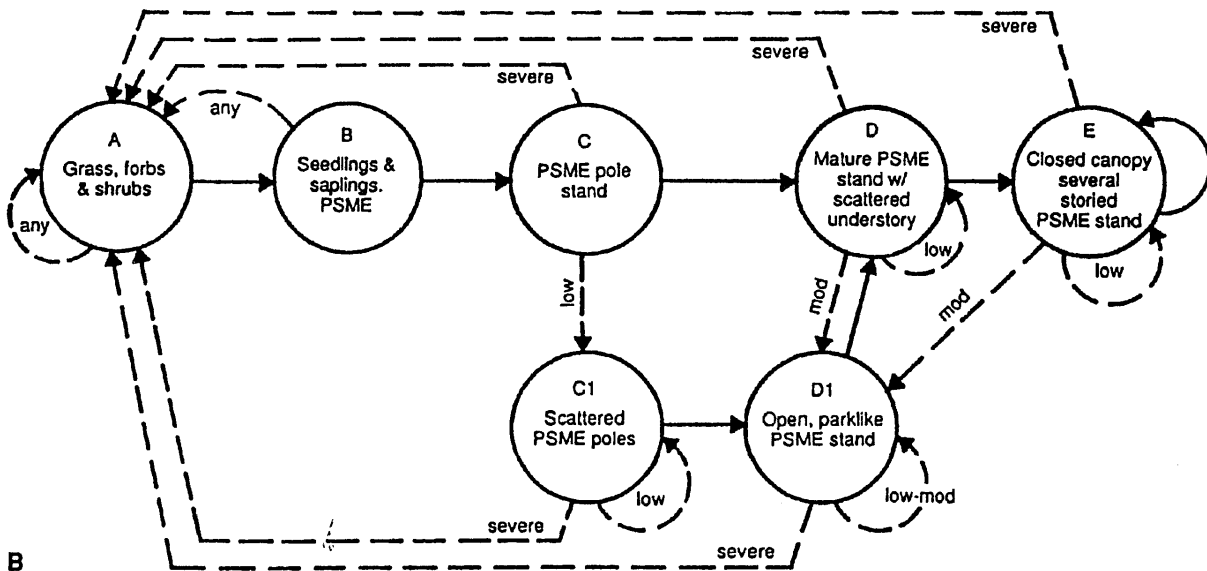 severe
severe
severe
any
A
Grass, forbs
& shrubs
any
B
Seedlings &
saplings.
PSME
C
PSME pole
stand
D
Mature PSME
stand w/
scattered
understory
low
E
Closed canopy
several
storied
PSME stand
low
low
mod
mod
C1
Scattered
PSME poles
low
D1
Open, parklike
PSME stand
low-mod
severe
severe
B